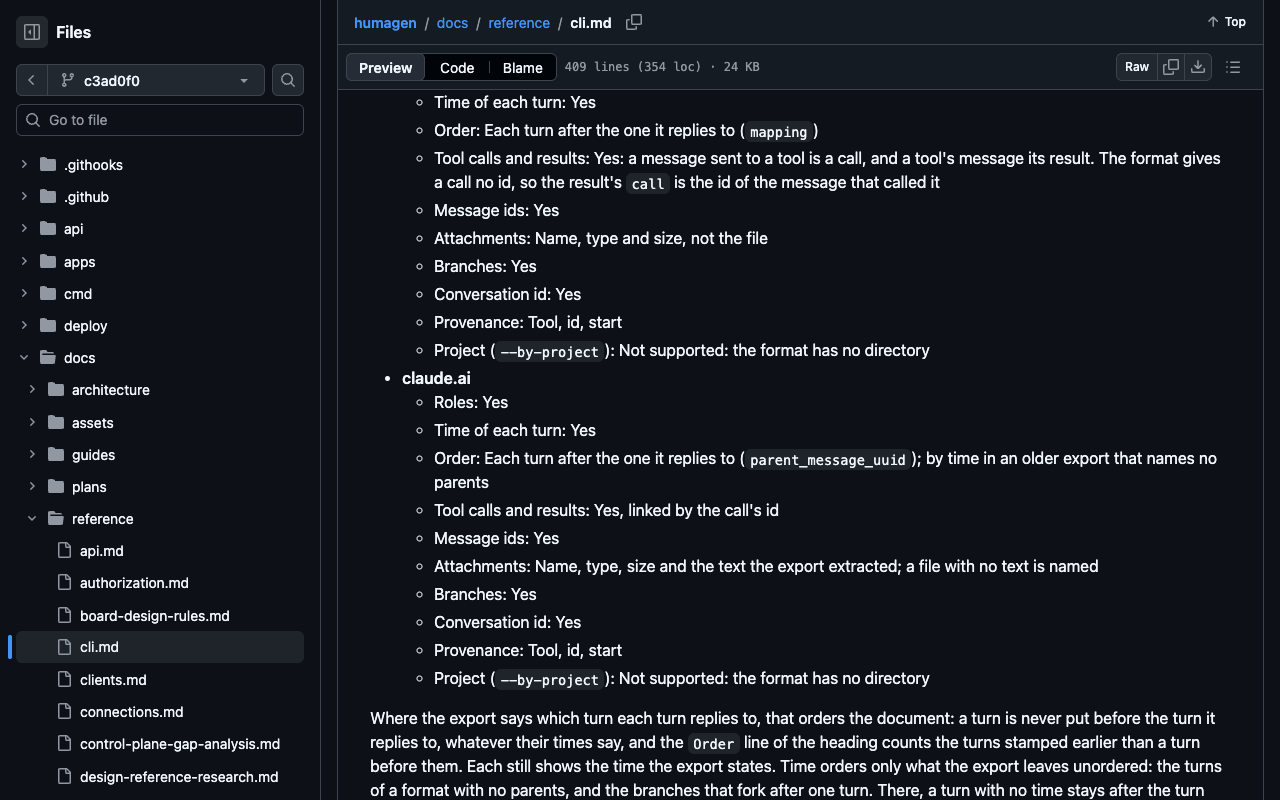 Files
c3ad0f0
Go to file
.githooks
.github
api
apps
cmd
deploy
docs
architecture
assets
guides
plans
reference
api.md
authorization.md
board-design-rules.md
cli.md
clients.md
connections.md
control-plane-gap-analysis.md
design-reference-research.md
humagen / docs / reference / cli.md
Top
Preview Code Blame 409 lines (354 loc) · 24 KB Raw
Time of each turn: Yes
Order: Each turn after the one it replies to ( mapping )
Tool calls and results: Yes: a message sent to a tool is a call, and a tool's message its result. The format gives
a call no id, so the result's call is the id of the message that called it
Message ids: Yes
Attachments: Name, type and size, not the file
Branches: Yes
Conversation id: Yes
Provenance: Tool, id, start
Project ( --by-project ): Not supported: the format has no directory
claude.ai
Roles: Yes
Time of each turn: Yes
Order: Each turn after the one it replies to ( parent_message_uuid ); by time in an older export that names no
parents
Tool calls and results: Yes, linked by the call's id
Message ids: Yes
Attachments: Name, type, size and the text the export extracted; a file with no text is named
Branches: Yes
Conversation id: Yes
Provenance: Tool, id, start
Project ( --by-project ): Not supported: the format has no directory
Where the export says which turn each turn replies to, that orders the document: a turn is never put before the turn it
replies to, whatever their times say, and the Order line of the heading counts the turns stamped earlier than a turn
before them. Each still shows the time the export states. Time orders only what the export leaves unordered: the turns
of a format with no parents, and the branches that fork after one turn. There, a turn with no time stays after the turn